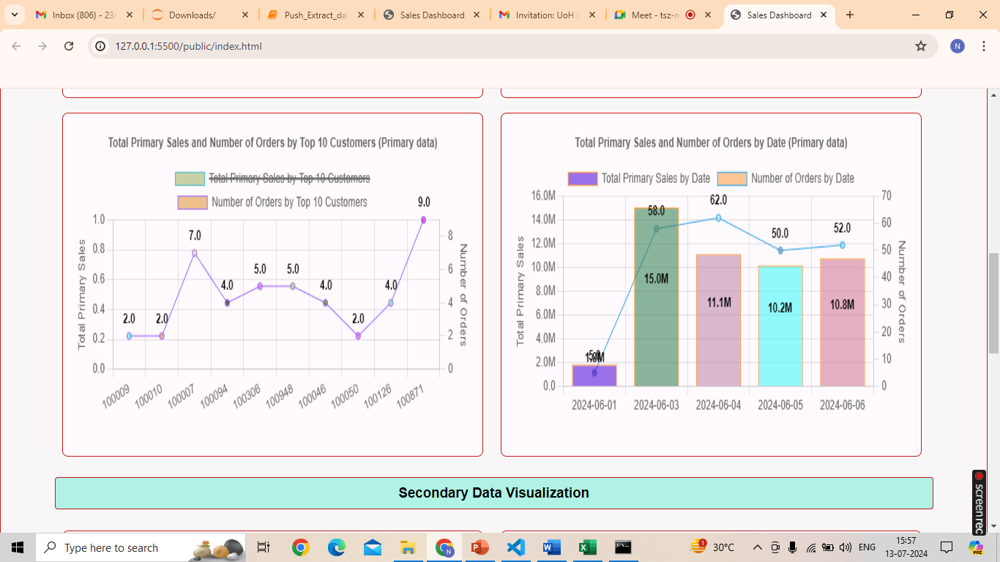 Inbox (806) - 23
Downloads/
Push_Extract_da
Sales Dashboard
Invitation: UoH
Meet - tsz-m
Sales Dashboard
127.0.0.1:5500/public/index.html
N
Total Primary Sales and Number of Orders by Top 10 Customers (Primary data)
Total Primary Sales by Top 10 Customers
Number of Orders by Top 10 Customers
Total Primary Sales
1.0
0.8
0.6
0.4
0.2
0.0
2.0
2.0
7.0
4.0
5.0
5.0
4.0
2.0
4.0
9.0
8
6
4
2
0
Number of Orders
100009
100010
100007
100094
100306
100948
100046
100050
100126
100871
Total Primary Sales and Number of Orders by Date (Primary data)
Total Primary Sales by Date
Number of Orders by Date
Total Primary Sales
16.0M
14.0M
12.0M
10.0M
8.0M
6.0M
4.0M
2.0M
0.0
58.0
62.0
50.0
52.0
5.0
1.8M
15.0M
11.1M
10.2M
10.8M
70
60
50
40
30
20
10
0
Number of Orders
2024-06-01
2024-06-03
2024-06-04
2024-06-05
2024-06-06
Secondary Data Visualization
screen rec
Type here to search
1
30°C
ENG
15:57
13-07-2024
PRE